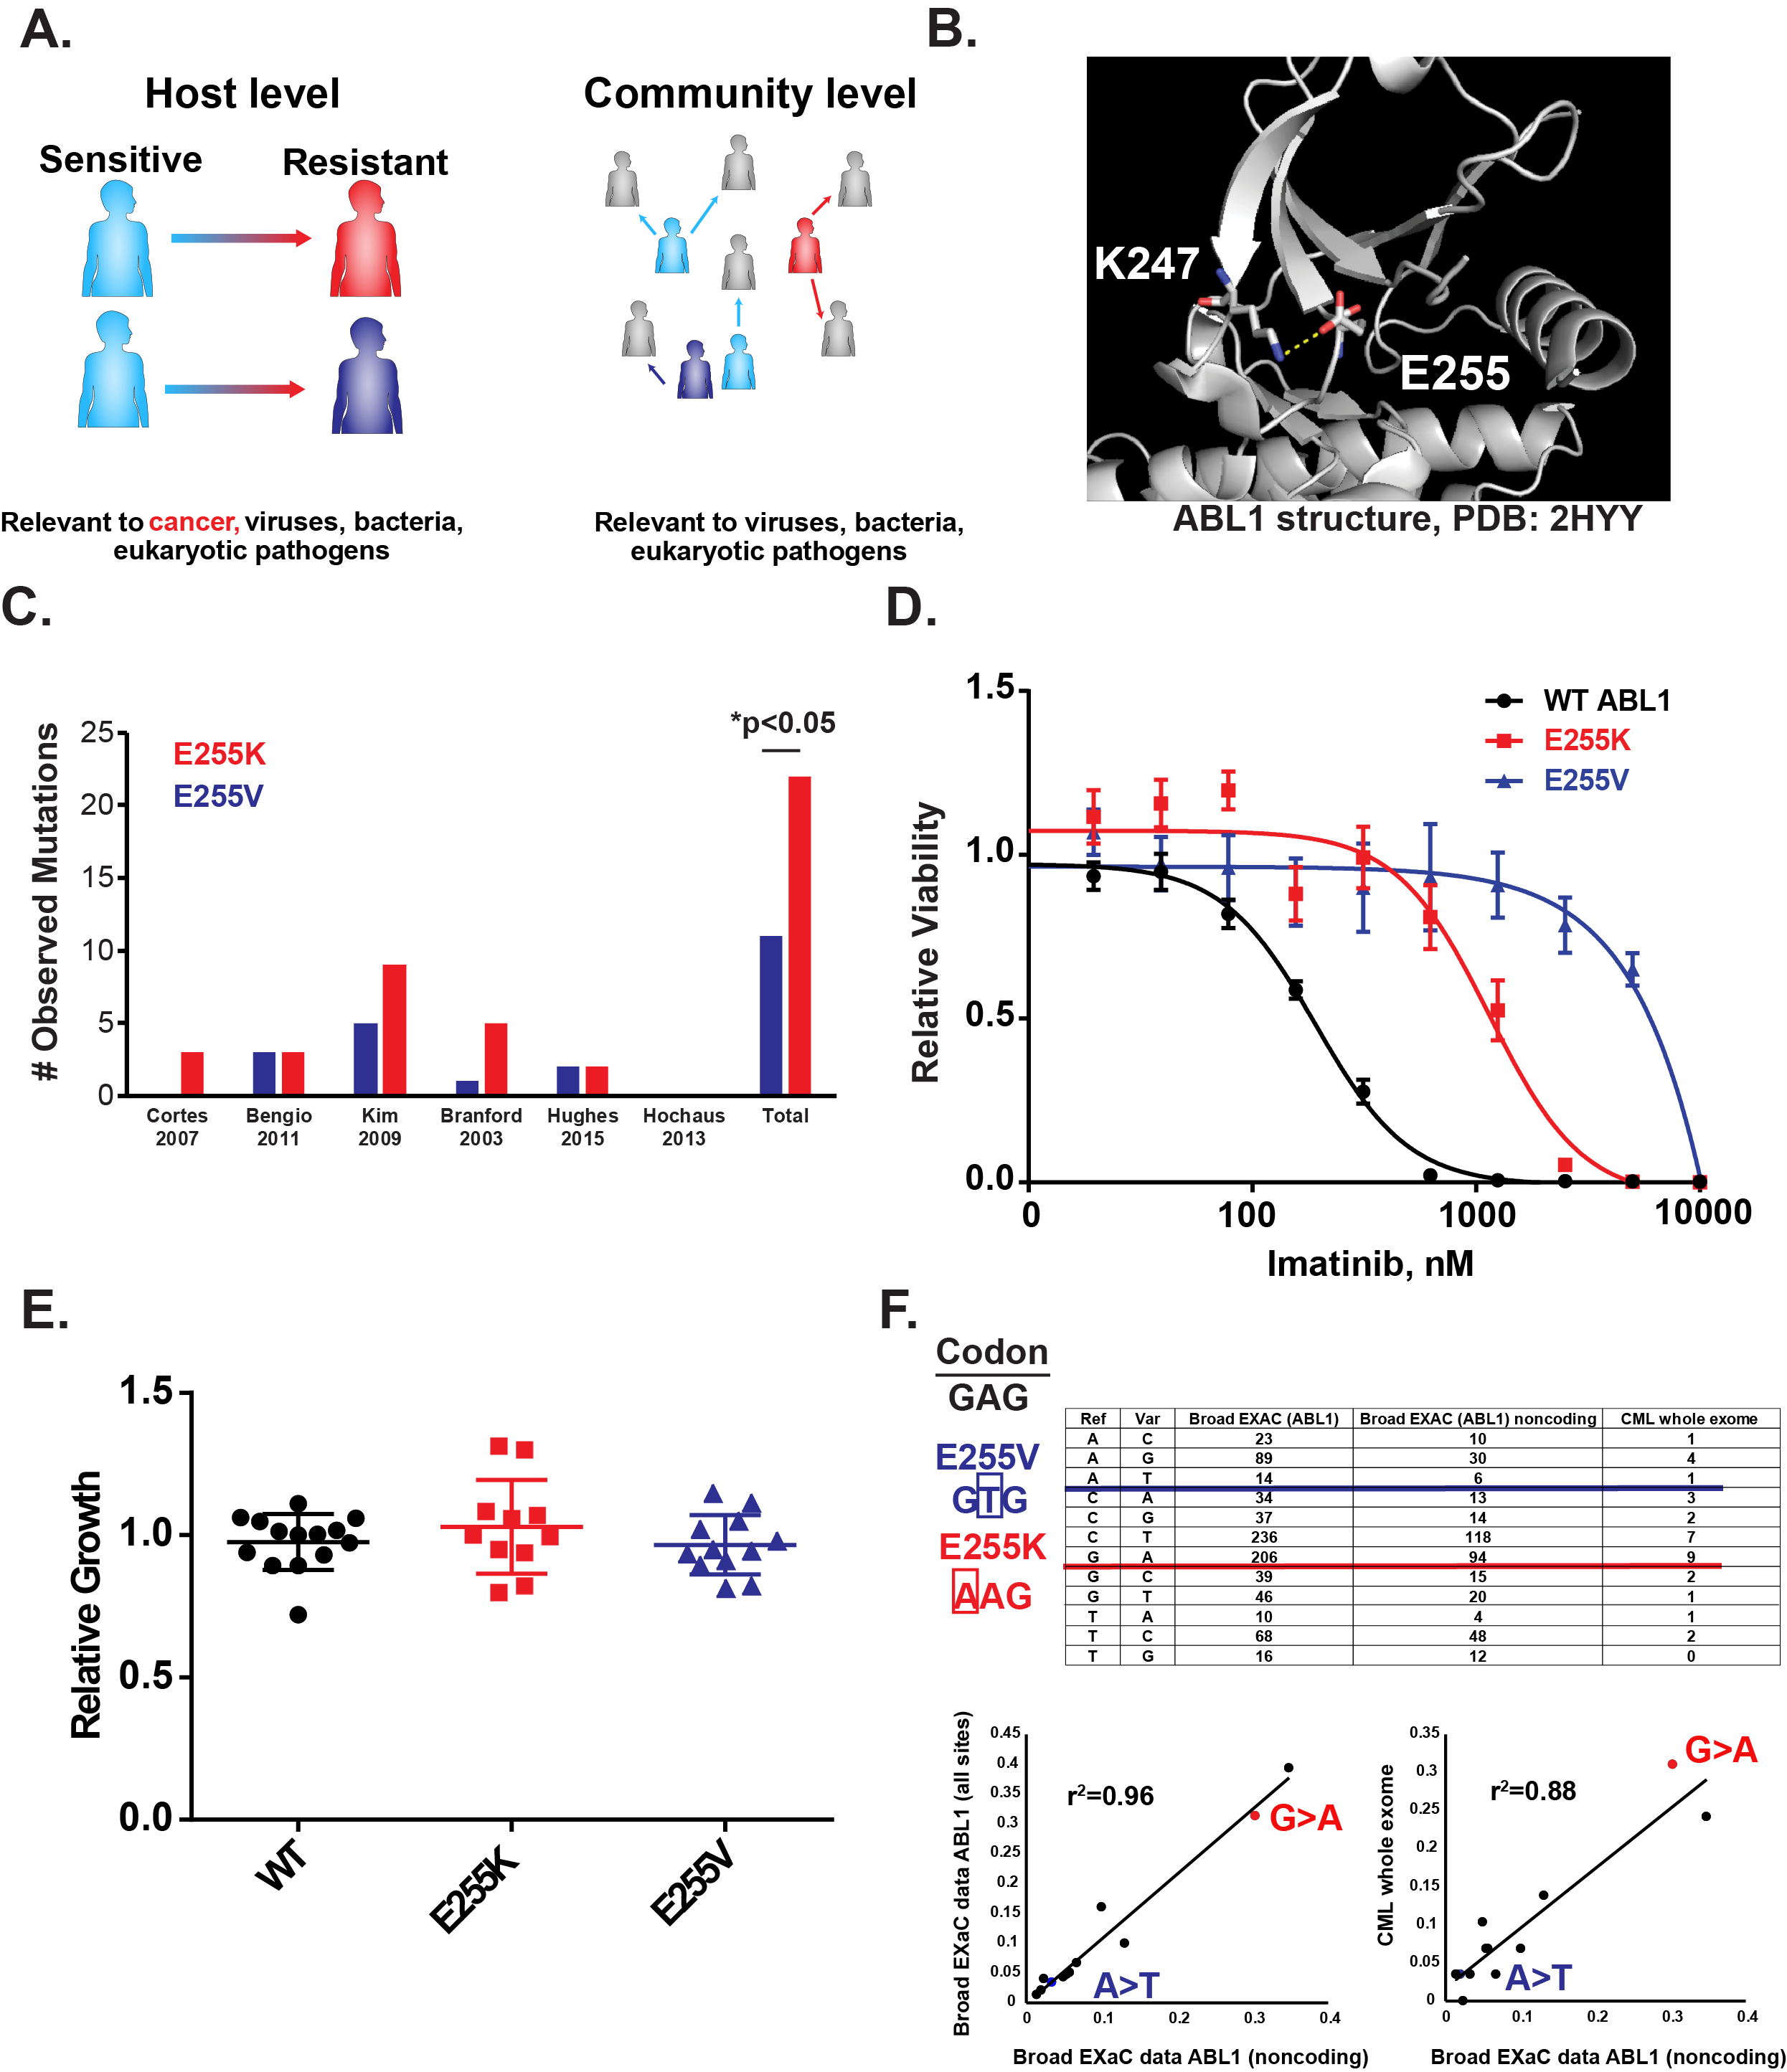 A.
Host level
Sensitive
Resistant
Relevant to cancer, viruses, bacteria,
eukaryotic pathogens
Community level
Relevant to viruses, bacteria,
eukaryotic pathogens
B.
K247
E255
ABL1 structure, PDB: 2HYY
C.
# Observed Mutations
25
20
15
10
5
0
E255K
E255V
*p<0.05
Cortes 2007
Bengio 2011
Kim 2009
Branford 2003
Hughes 2015
Hochaus 2013
Total
D.
Relative Viability
1.5
1.0
0.5
0.0
WT ABL1
E255K
E255V
0 100 1000 10000
Imatinib, nM
E.
Relative Growth
1.5
1.0
0.5
0.0
WT
E255K
E255V
F.
Codon
GAG
E255V
GTG
E255K
AAG
Ref Var Broad EXAC (ABL1) Broad EXAC (ABL1) noncoding CML whole exome
A C 23 10 1
A G 89 30 4
A T 14 6 1
C A 34 13 3
C G 37 14 2
C T 236 118 7
G A 206 94 9
G C 39 15 2
G T 46 20 1
T A 10 4 1
T C 68 48 2
T G 16 12 0
Broad EXaC data ABL1 (all sites)
0.45
0.4
0.35
0.3
0.25
0.2
0.15
0.1
0.05
0
r2=0.96
G>A
A>T
0 0.1 0.2 0.3 0.4
Broad EXaC data ABL1 (noncoding)
CML whole exome
0.35
0.3
0.25
0.2
0.15
0.1
0.05
0
r2=0.88
G>A
A>T
0 0.1 0.2 0.3 0.4
Broad EXaC data ABL1 (noncoding)